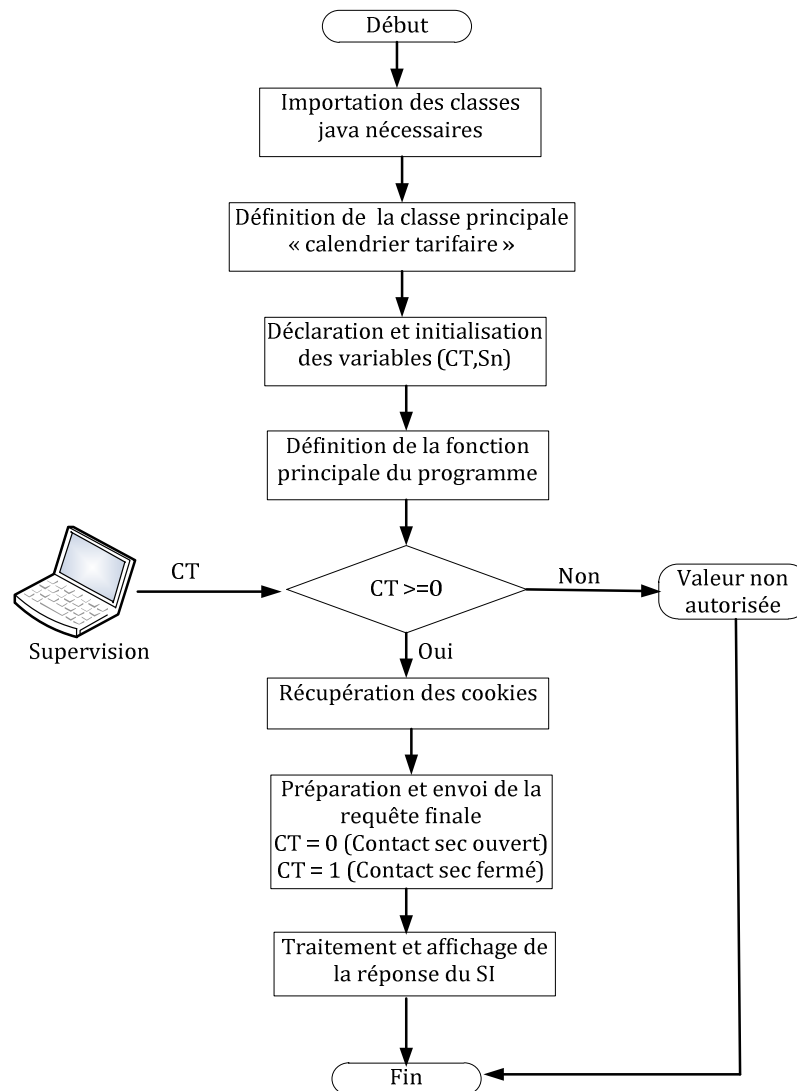 Début
Importation des classes
java nécessaires
Définition de la classe principale
« calendrier tarifaire »
Déclaration et initialisation
des variables (CT,Sn)
Définition de la fonction
principale du programme
CT
CT >=0
Non
Valeur non
autorisée
Supervision
Oui
Récupération des cookies
Préparation et envoi de la
requête finale
CT = 0 (Contact sec ouvert)
CT = 1 (Contact sec fermé)
Traitement et affichage de
la réponse du SI
Fin